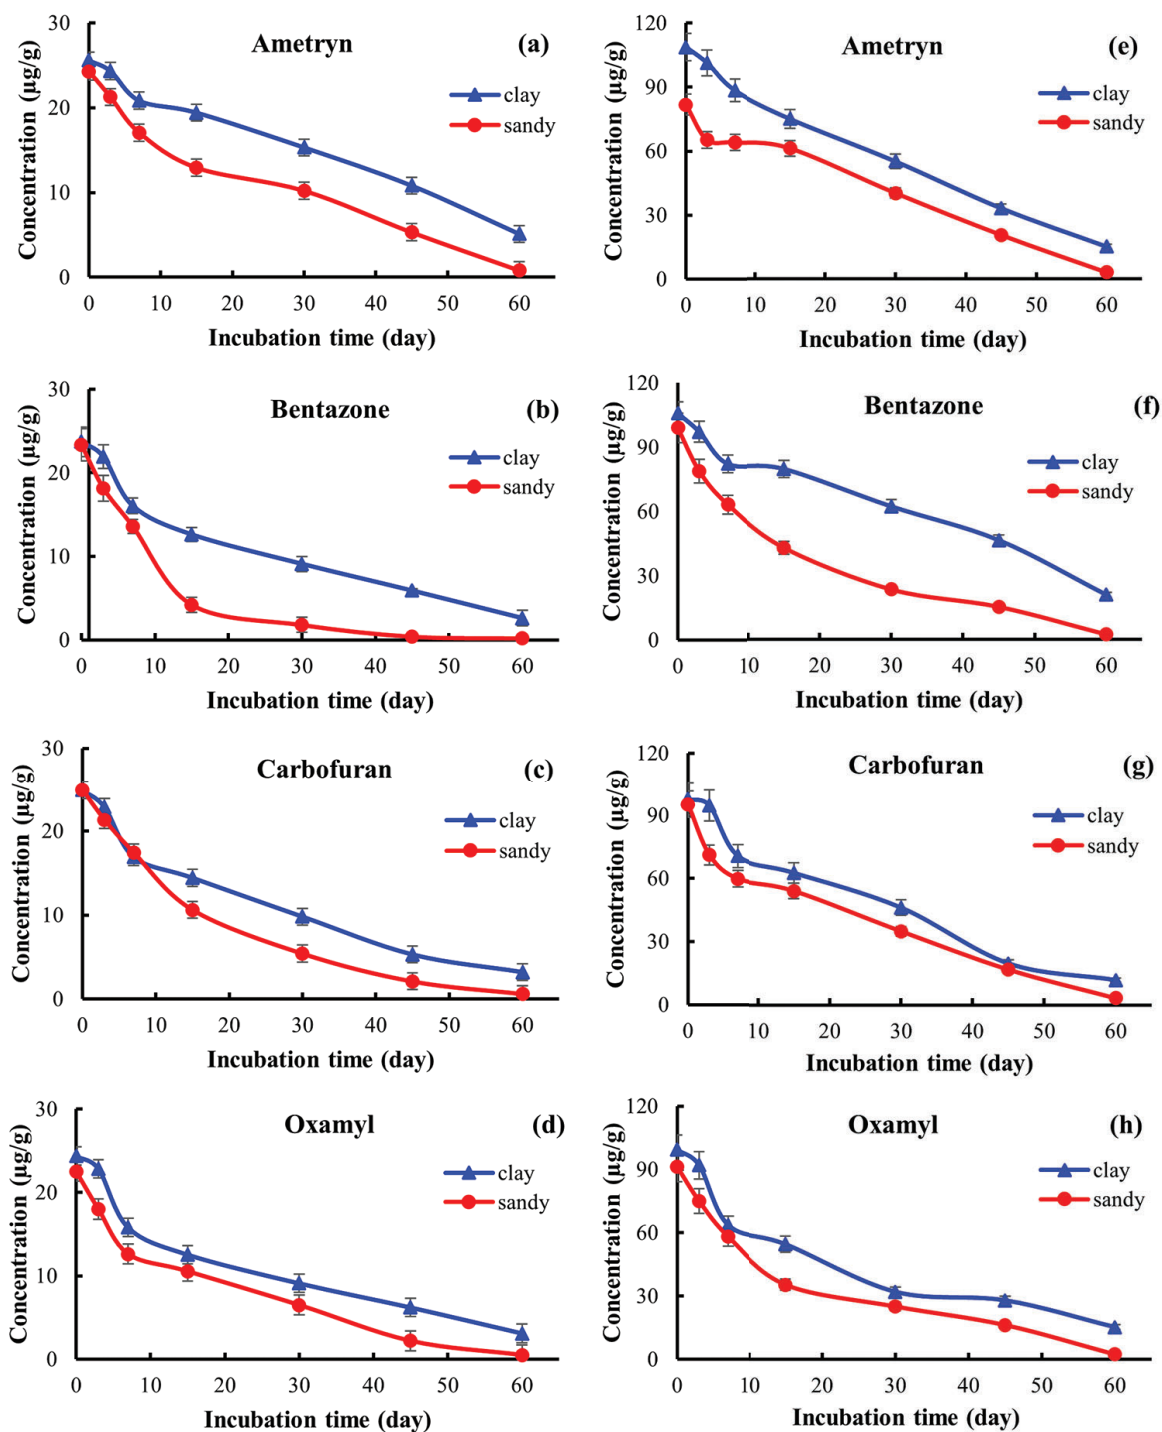 Ametryn
(a)
clay
sandy
Concentration (µg/g)
30
20
10
0
0 10 20 30 40 50 60
Incubation time (day)
Ametryn
(e)
clay
sandy
Concentration (µg/g)
120
90
60
30
0
0 10 20 30 40 50 60
Incubation time (day)
Bentazone
(b)
clay
sandy
Concentration (µg/g)
30
20
10
0
0 10 20 30 40 50 60
Incubation time (day)
Bentazone
(f)
clay
sandy
Concentration (µg/g)
120
90
60
30
0
0 10 20 30 40 50 60
Incubation time (day)
Carbofuran
(c)
clay
sandy
Concentration (µg/g)
30
20
10
0
0 10 20 30 40 50 60
Incubation time (day)
Carbofuran
(g)
clay
sandy
Concentration (µg/g)
120
90
60
30
0
0 10 20 30 40 50 60
Incubation time (day)
Oxamyl
(d)
clay
sandy
Concentration (µg/g)
30
20
10
0
0 10 20 30 40 50 60
Incubation time (day)
Oxamyl
(h)
clay
sandy
Concentration (µg/g)
120
90
60
30
0
0 10 20 30 40 50 60
Incubation time (day)